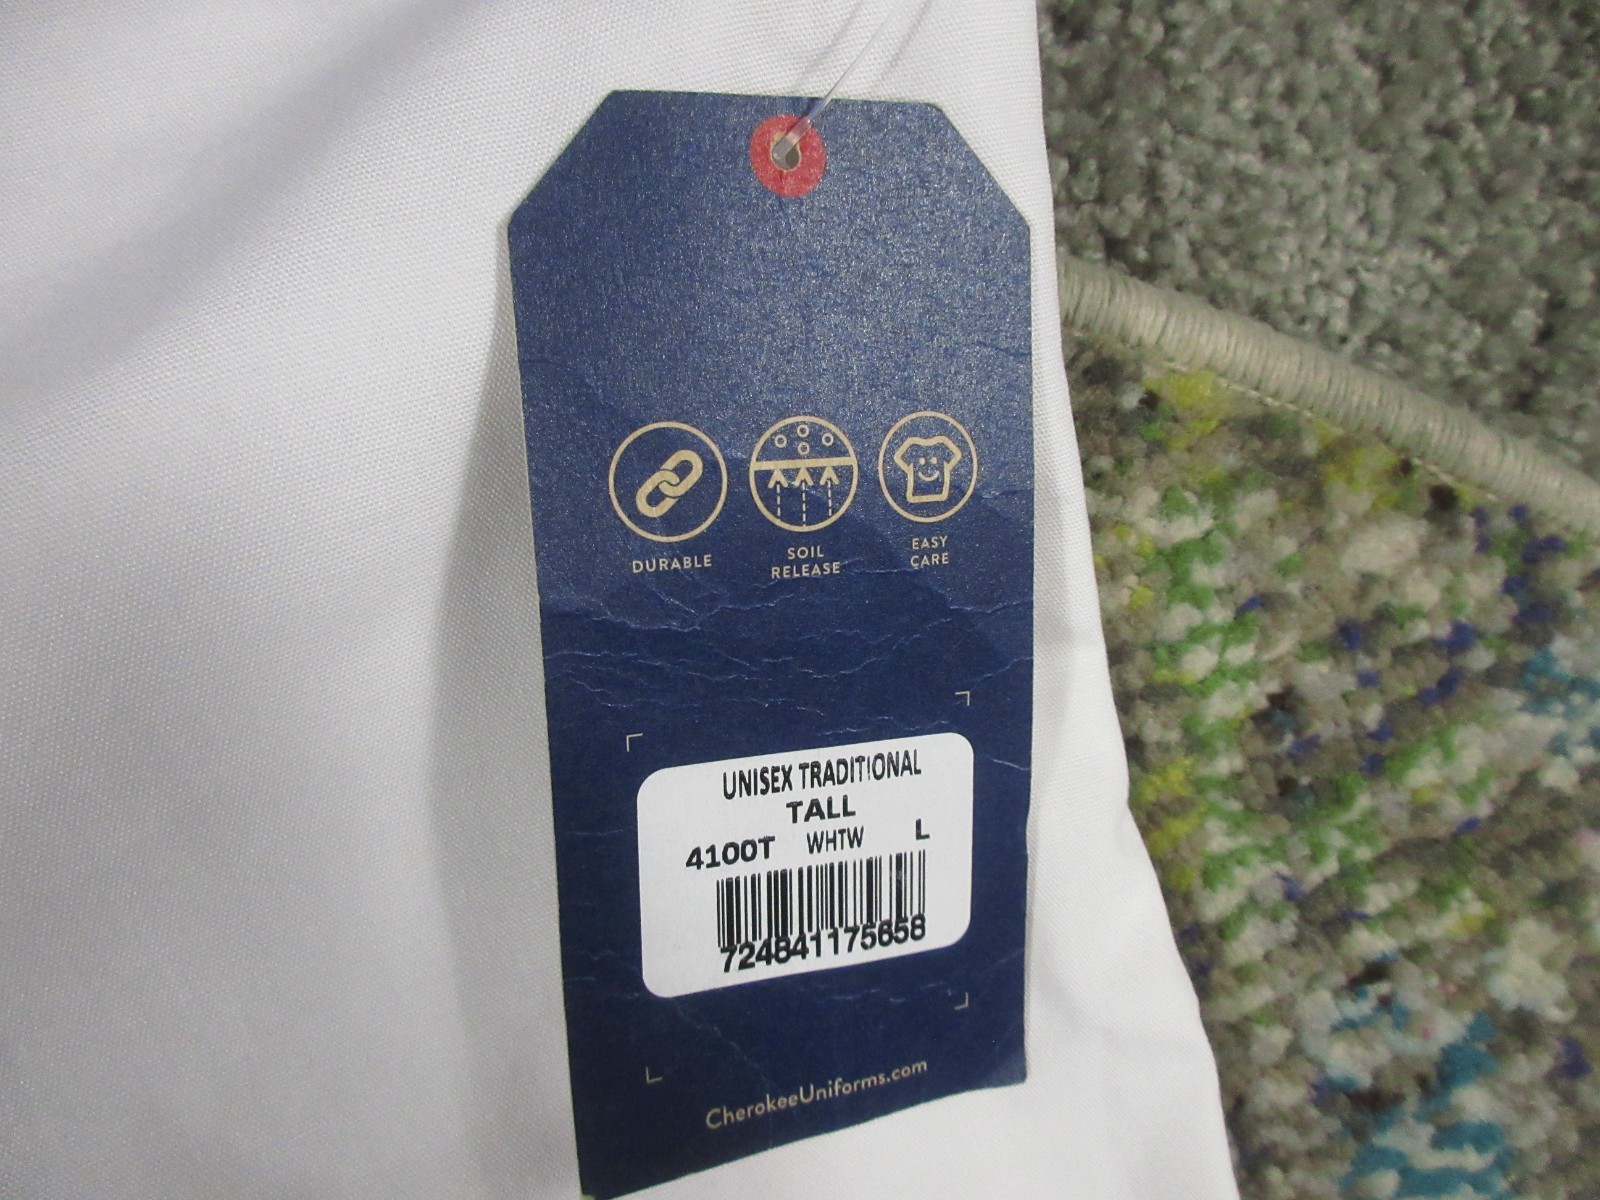 DURABLE
SOIL
RELEASE
EASY
CARE
UNISEX TRADITIONAL
TALL
4100T WHTW L
724841175658
CherokeeUniforms.com